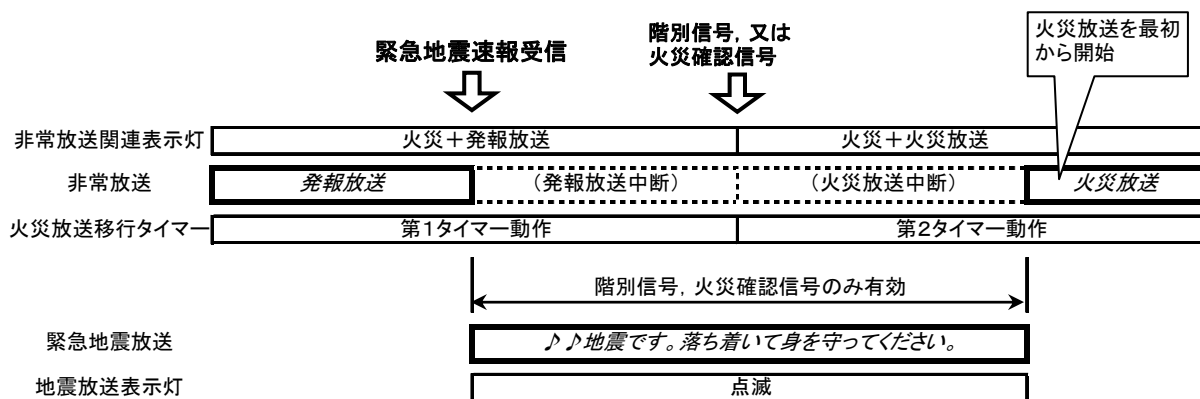 火災放送を最初
から開始
階別信号，又は
火災確認信号
緊急地震速報受信
非常放送関連表示灯 火災＋発報放送 火災＋火災放送
非常放送 発報放送 （発報放送中断） （火災放送中断） 火災放送
火災放送移行タイマー 第１タイマー動作 第２タイマー動作
階別信号，火災確認信号のみ有効
緊急地震放送 ♪♪地震です。落ち着いて身を守ってください。
地震放送表示灯 点滅